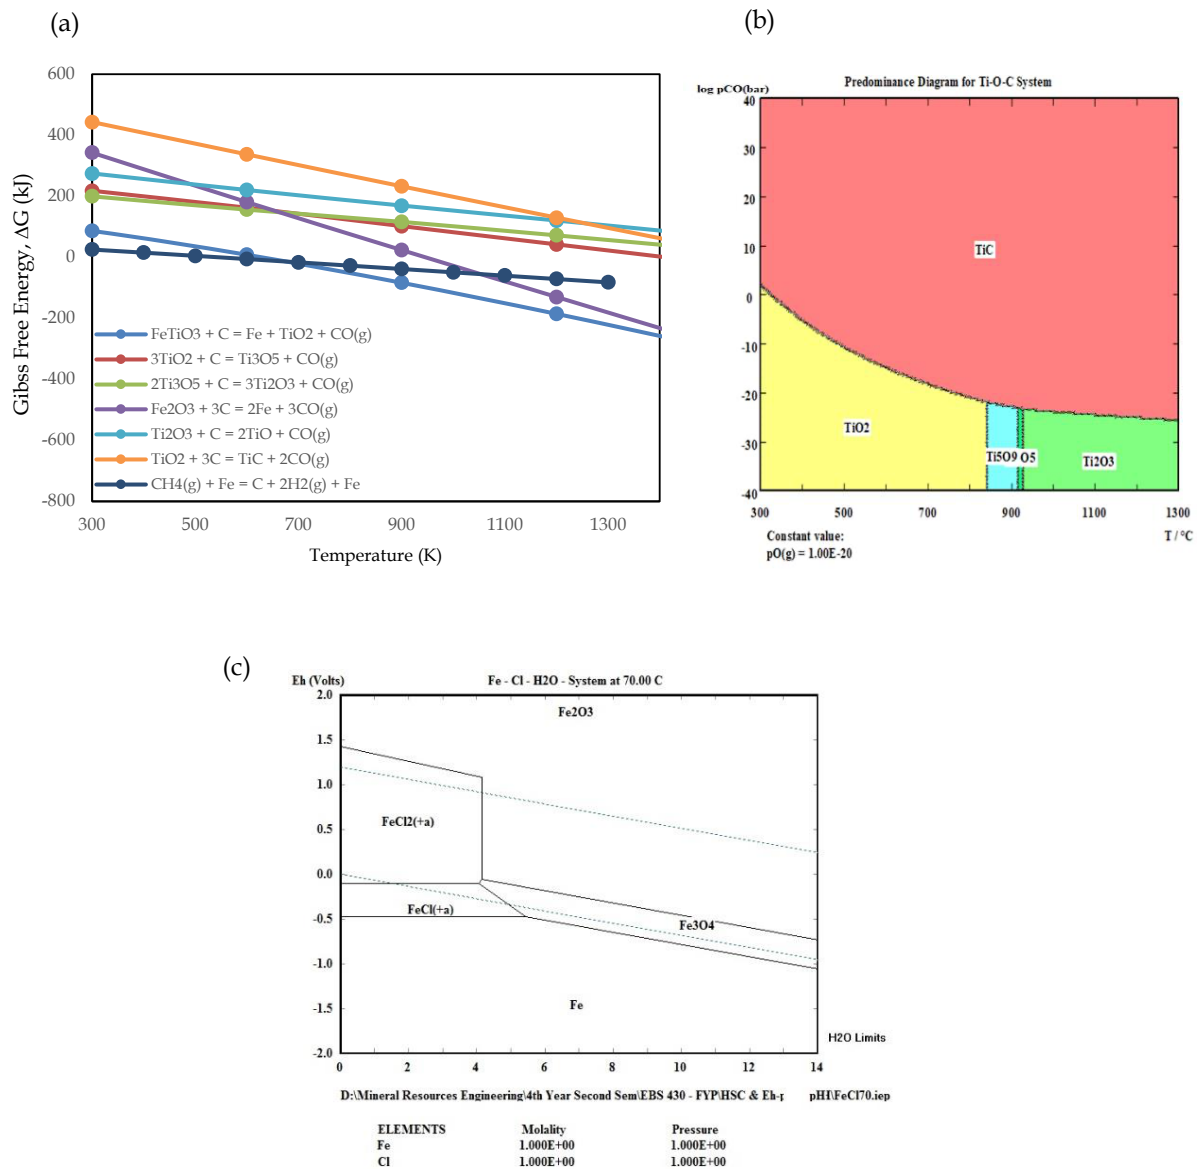 (a)
Gibss Free Energy, ΔG (kJ)
600
400
200
0
-200
-400
-600
-800
FeTiO3 + C = Fe + TiO2 + CO(g)
3TiO2 + C = Ti3O5 + CO(g)
2Ti3O5 + C = 3Ti2O3 + CO(g)
Fe2O3 + 3C = 2Fe + 3CO(g)
Ti2O3 + C = 2TiO + CO(g)
TiO2 + 3C = TiC + 2CO(g)
CH4(g) + Fe = C + 2H2(g) + Fe
300 500 700 900 1100 1300
Temperature (K)
(b)
log pCO(bar)
Predominance Diagram for Ti-O-C System
40
30
20
10
0
-10
-20
-30
-40
TiC
TiO2
Ti5O9
O5
Ti2O3
300 500 700 900 1100 1300
T / °C
Constant value:
pO(g) = 1.00E-20
(c)
Eh (Volts)
Fe - Cl - H2O - System at 70.00 C
2.0
1.5
1.0
0.5
0.0
-0.5
-1.0
-1.5
-2.0
Fe2O3
FeCl2(+a)
FeCl(+a)
Fe3O4
Fe
H2O Limits
0 2 4 6 8 10 12 14
D:\Mineral Resources Engineering\4th Year Second Sem\EBS 430 - FYP\HSC & Eh-p pH\FeCl70.iep
ELEMENTS Molality Pressure
Fe 1.000E+00 1.000E+00
Cl 1.000E+00 1.000E+00